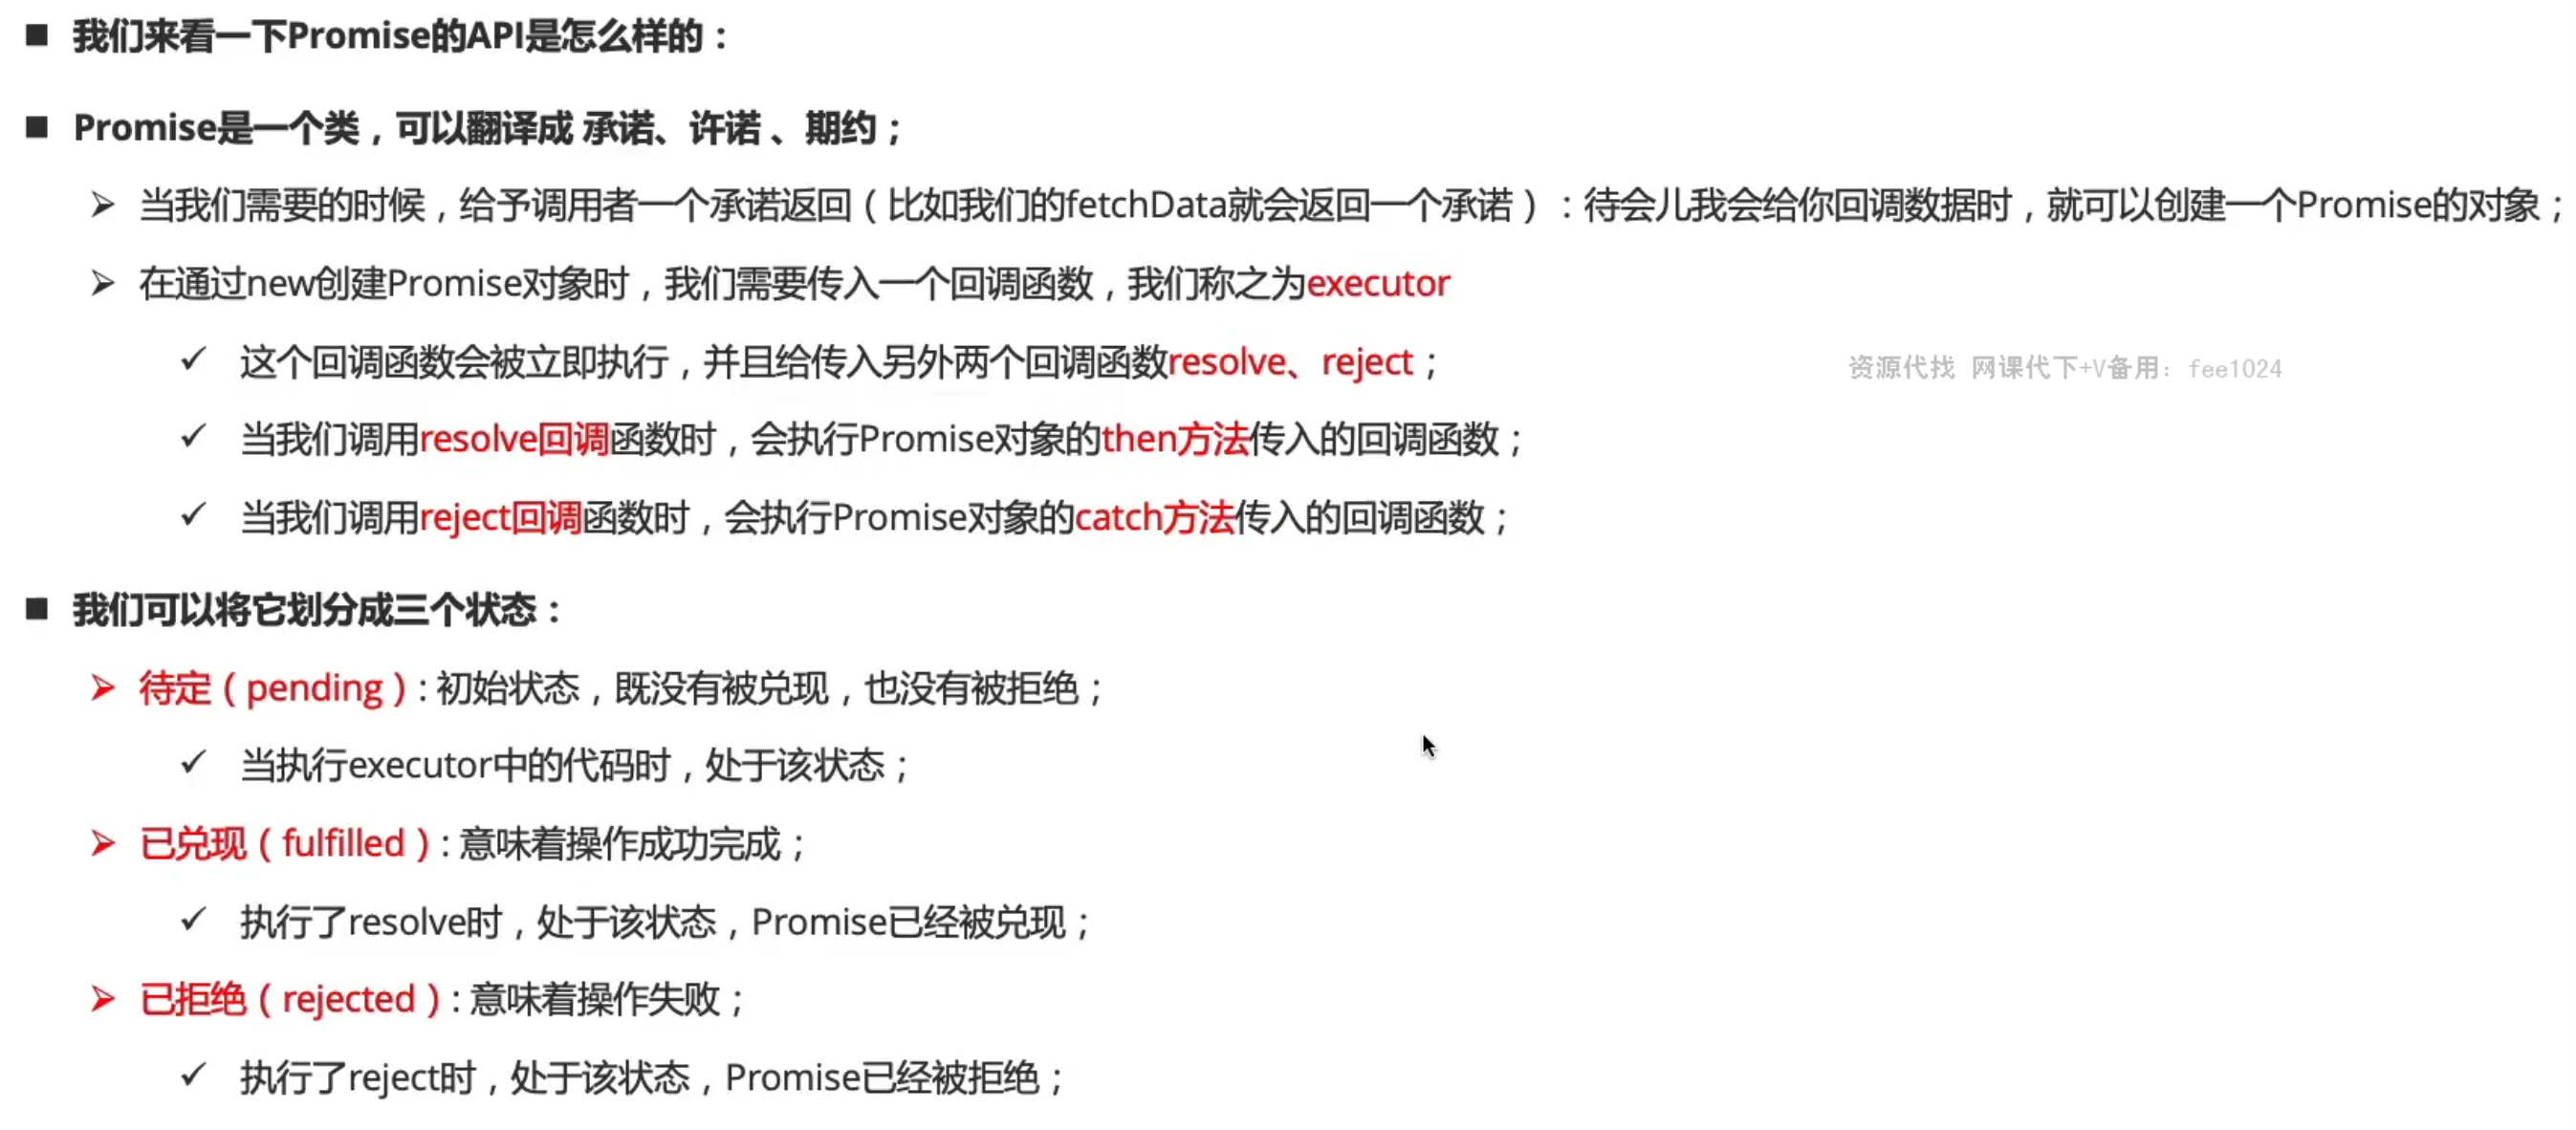 我们来看一下Promise的API是怎么样的：
Promise是一个类，可以翻译成 承诺、许诺 、期约；
当我们需要的时候，给予调用者一个承诺返回（比如我们的fetchData就会返回一个承诺）：待会儿我会给你回调数据时，就可以创建一个Promise的对象；
在通过new创建Promise对象时，我们需要传入一个回调函数，我们称之为executor
这个回调函数会被立即执行，并且给传入另外两个回调函数resolve、reject；
资源代找 网课代下+V备用：fee1024
当我们调用resolve回调函数时，会执行Promise对象的then方法传入的回调函数；
当我们调用reject回调函数时，会执行Promise对象的catch方法传入的回调函数；
我们可以将它划分成三个状态：
待定（pending）: 初始状态，既没有被兑现，也没有被拒绝；
当执行executor中的代码时，处于该状态；
已兑现（fulfilled）: 意味着操作成功完成；
执行了resolve时，处于该状态，Promise已经被兑现；
已拒绝（rejected）: 意味着操作失败；
执行了reject时，处于该状态，Promise已经被拒绝；